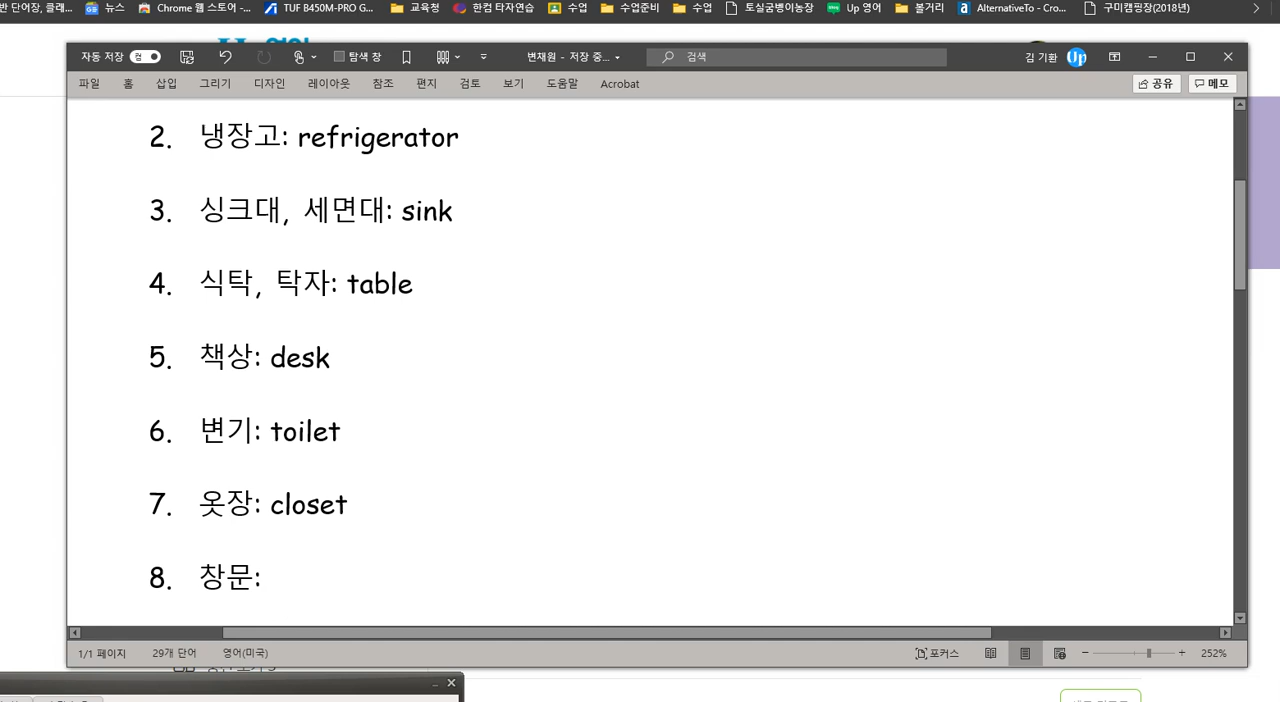 반 단어장, 클래... 뉴스 Chrome 웹 스토어 -... TUF B450M-PRO G... 교육청 한컴 타자연습 수업 수업준비 수업 토실굼벵이농장 Up 영어 볼거리 AlternativeTo - Cro... 구미캠핑장(2018년)
자동 저장 탐색 창 변재원 - 저장 중... 검색 김 기환 Up
파일 홈 삽입 그리기 디자인 레이아웃 참조 편지 검토 보기 도움말 Acrobat 공유 메모
2. 냉장고: refrigerator
3. 싱크대, 세면대: sink
4. 식탁, 탁자: table
5. 책상: desk
6. 변기: toilet
7. 옷장: closet
8. 창문:
1/1 페이지 29개 단어 영어(미국) 포커스 252%